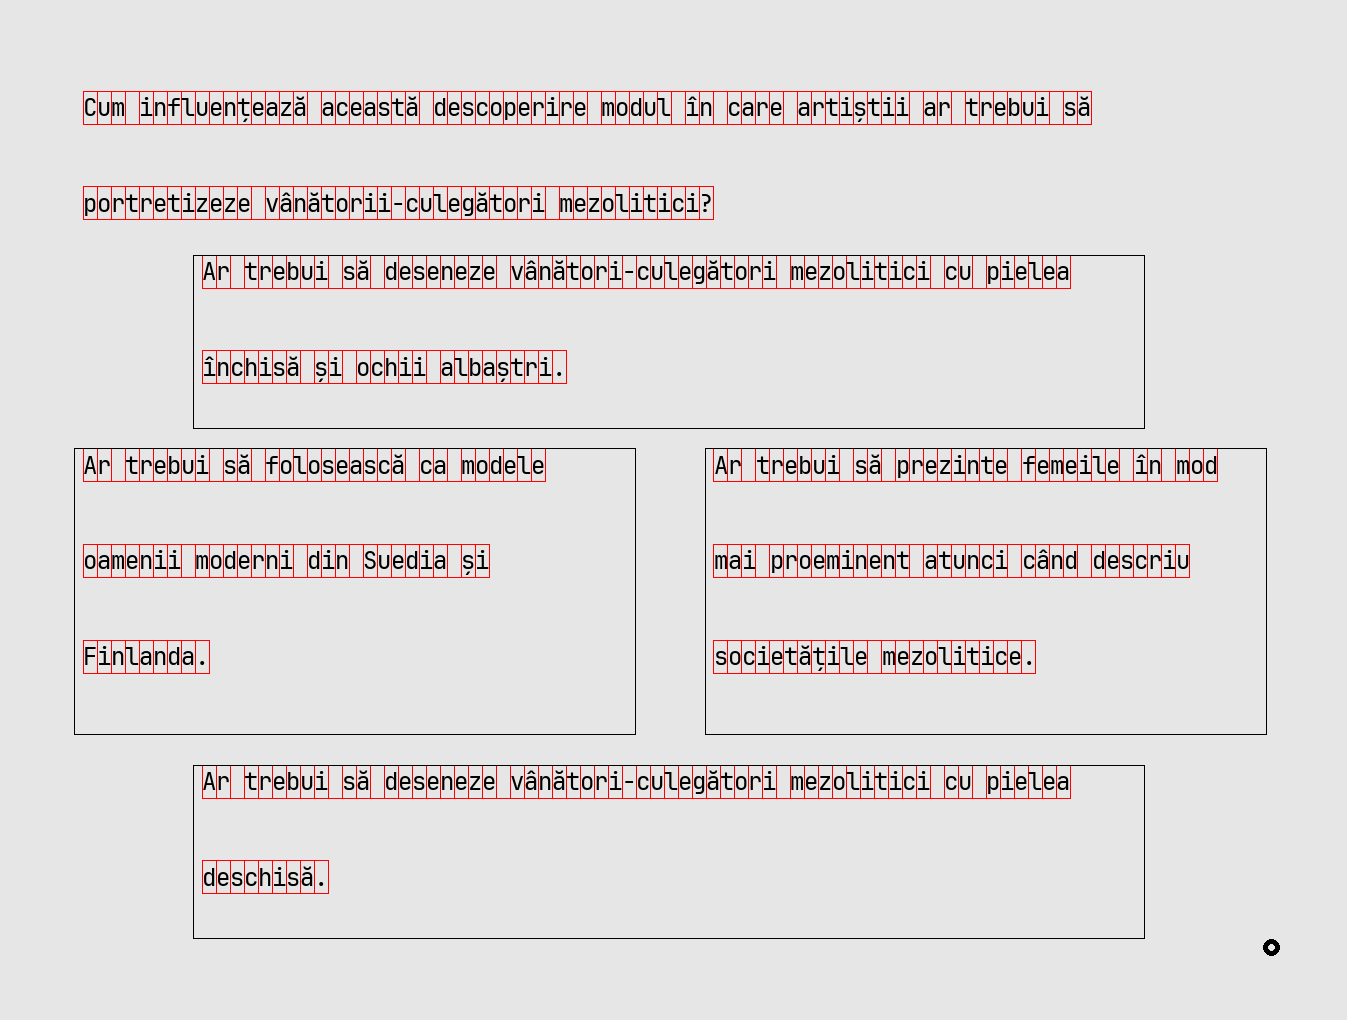 Cum influențează această descoperire modul în care artiștii ar trebui să
portretizeze vânătorii-culegători mezolitici?
Ar trebui să deseneze vânători-culegători mezolitici cu pielea
închisă și ochii albaștri.
Ar trebui să folosească ca modele
oamenii moderni din Suedia și
Finlanda.
Ar trebui să prezinte femeile în mod
mai proeminent atunci când descriu
societățile mezolitice.
Ar trebui să deseneze vânători-culegători mezolitici cu pielea
deschisă.